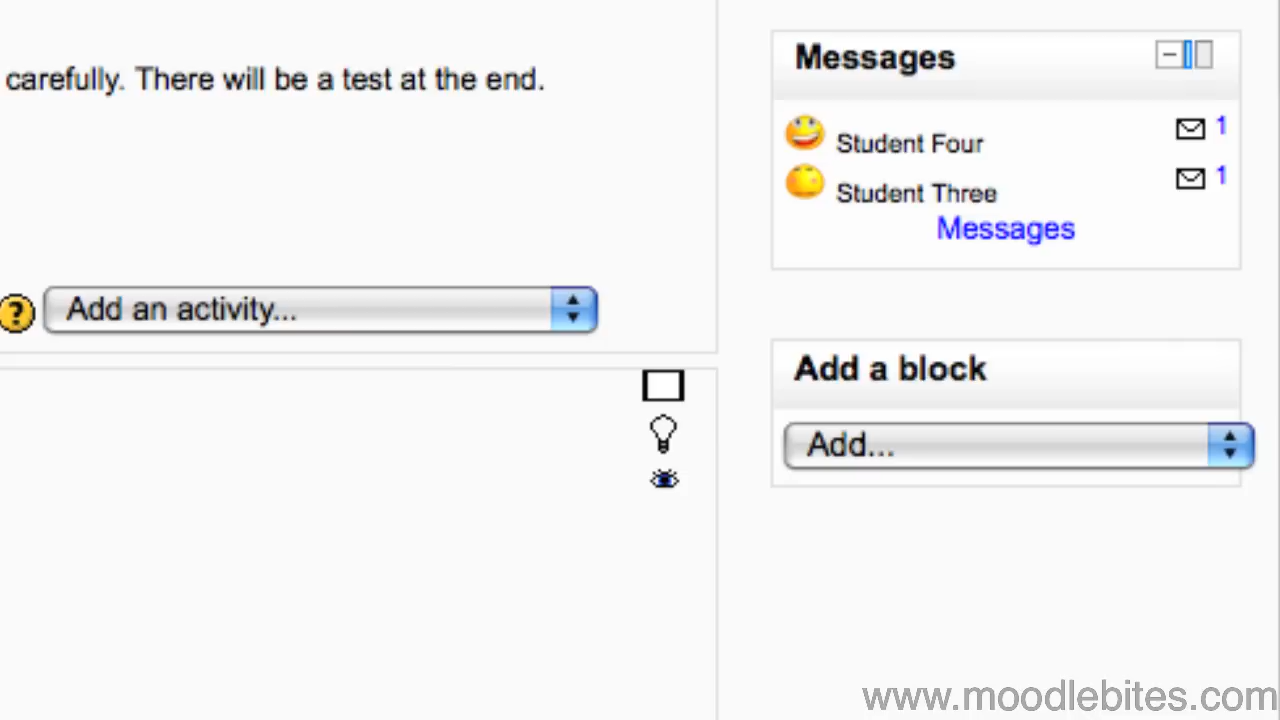 carefully. There will be a test at the end.
? Add an activity...
Messages
Student Four 1
Student Three 1
Messages
Add a block
Add...
www.moodlebites.com